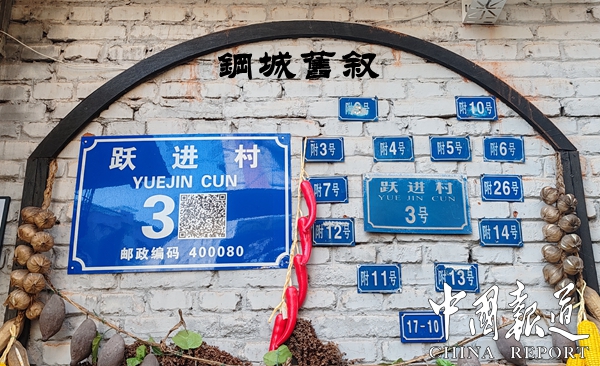 鋼城舊叙
跃进村
YUEJIN CUN
3
邮政编码 400080
附2号
附10号
附3号
附4号
附5号
附6号
附7号
跃进村
YUE JIN CUN
3号
附26号
附12号
附14号
附11号
附13号
17-10
中国报道
CHINA REPORT